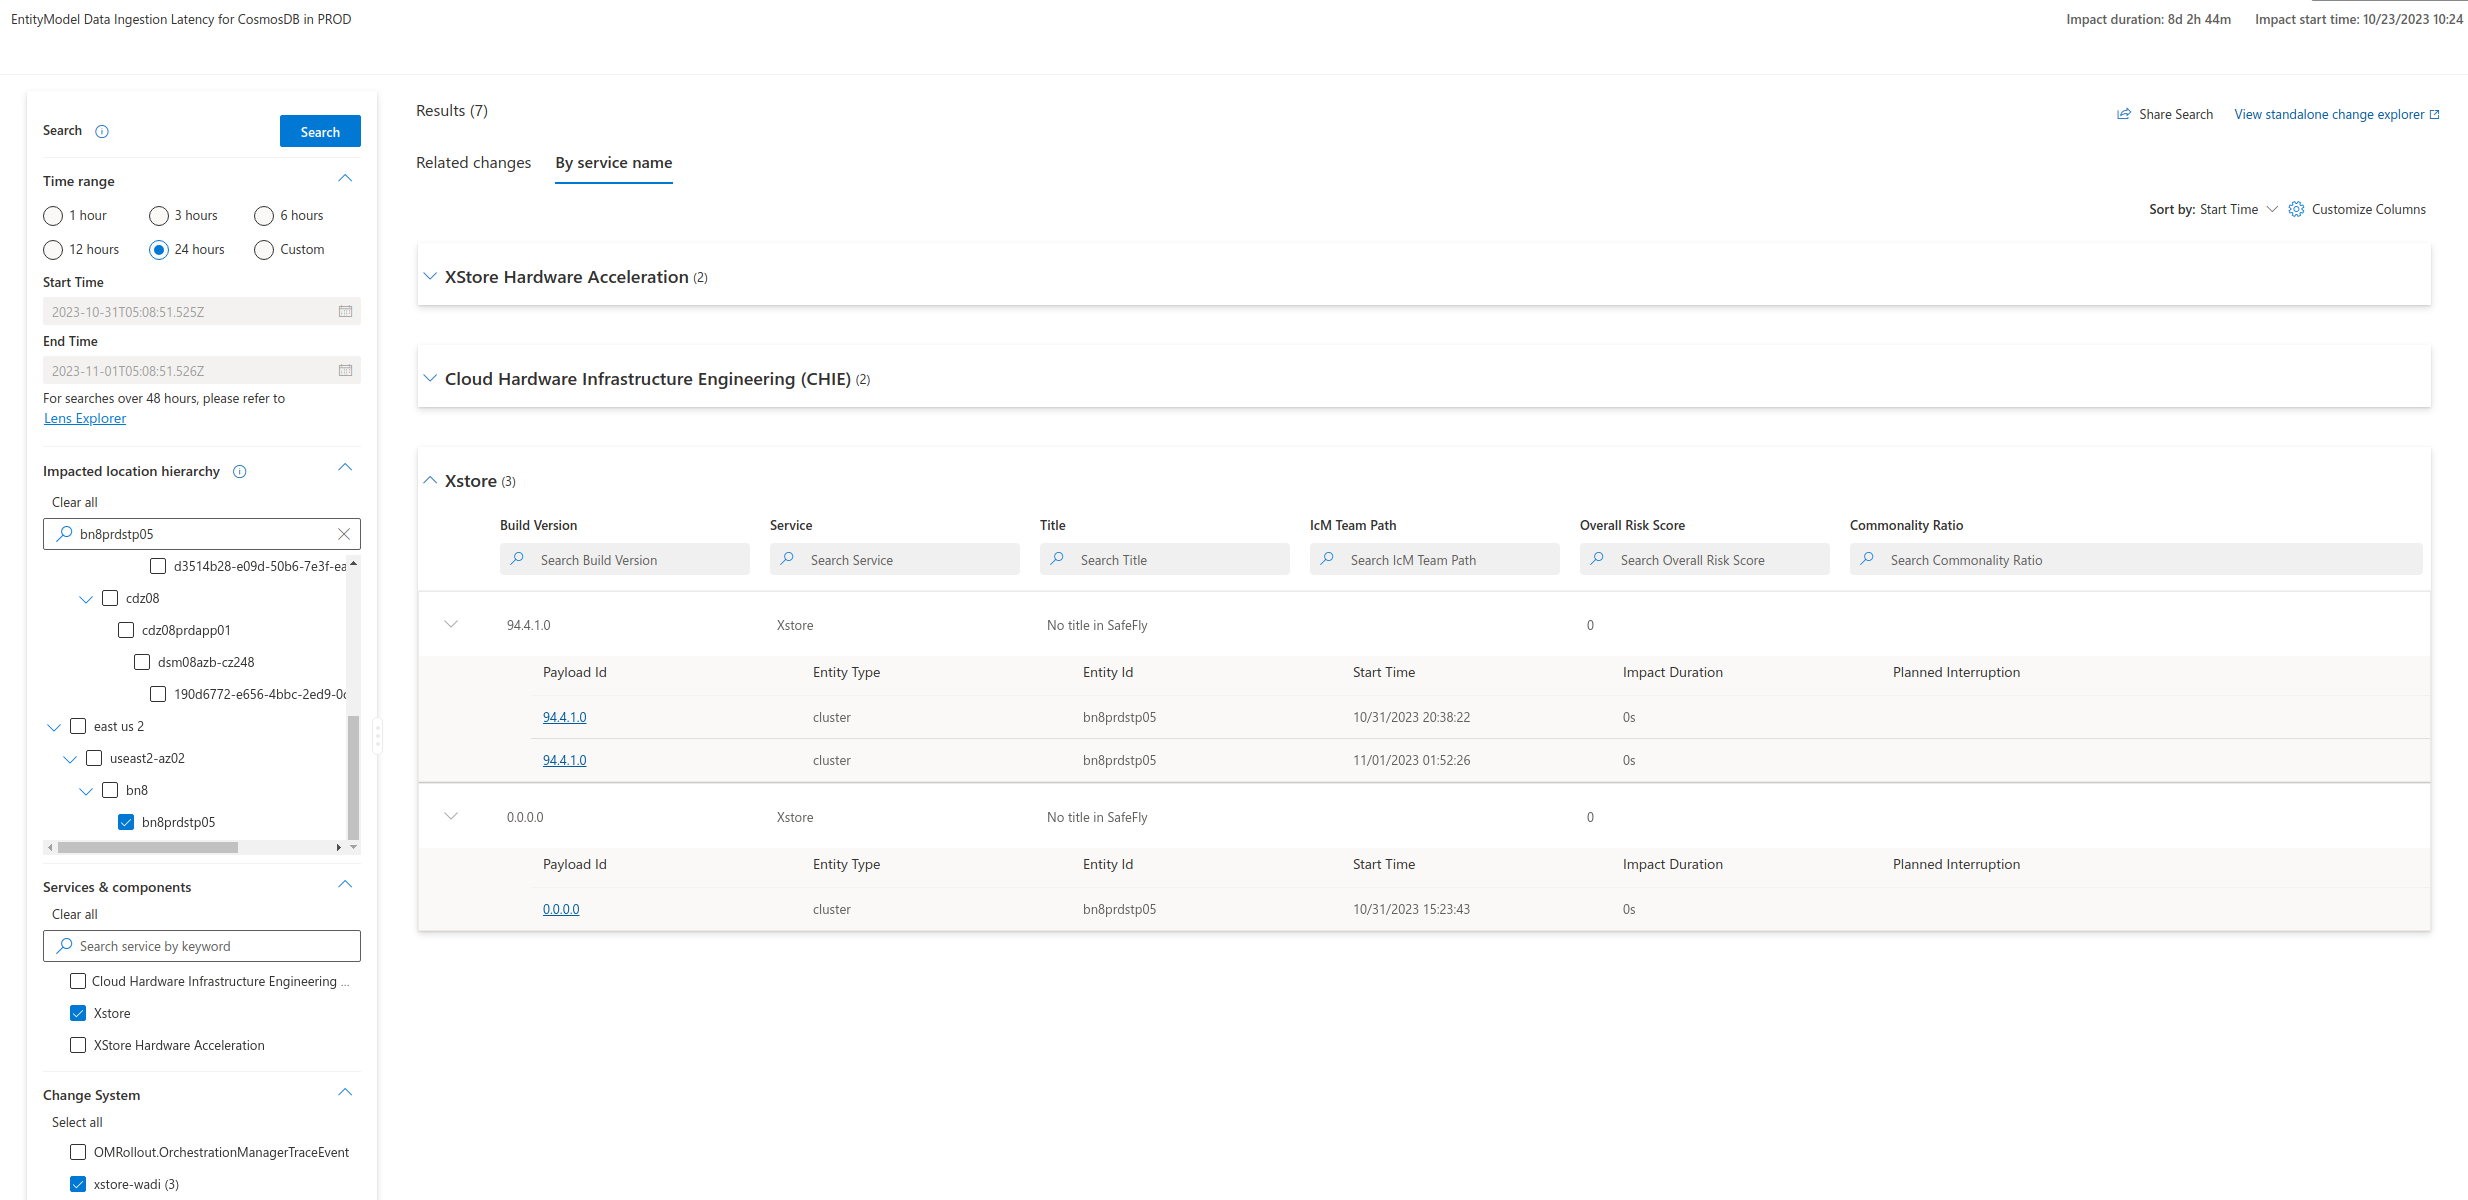 EntityModel Data Ingestion Latency for CosmosDB in PROD
Impact duration: 8d 2h 44m
Impact start time: 10/23/2023 10:24
Search
Search
Time range
1 hour
3 hours
6 hours
12 hours
24 hours
Custom
Start Time
2023-10-31T05:08:51.525Z
End Time
2023-11-01T05:08:51.526Z
For searches over 48 hours, please refer to
Lens Explorer
Impacted location hierarchy
Clear all
bn8prdstp05
d3514b28-e09d-50b6-7e3f-ea
cdz08
cdz08prdapp01
dsm08azb-cz248
190d6772-e656-4bbc-2ed9-0c
east us 2
useast2-az02
bn8
bn8prdstp05
Services & components
Clear all
Search service by keyword
Cloud Hardware Infrastructure Engineering ...
Xstore
XStore Hardware Acceleration
Change System
Select all
OMRollout.OrchestrationManagerTraceEvent
xstore-wadi (3)
Results (7)
Share Search
View standalone change explorer
Related changes
By service name
Sort by: Start Time
Customize Columns
XStore Hardware Acceleration (2)
Cloud Hardware Infrastructure Engineering (CHIE) (2)
Xstore (3)
Build Version Service Title IcM Team Path Overall Risk Score Commonality Ratio
Search Build Version Search Service Search Title Search IcM Team Path Search Overall Risk Score Search Commonality Ratio
94.4.1.0 Xstore No title in SafeFly 0
Payload Id Entity Type Entity Id Start Time Impact Duration Planned Interruption
94.4.1.0 cluster bn8prdstp05 10/31/2023 20:38:22 0s
94.4.1.0 cluster bn8prdstp05 11/01/2023 01:52:26 0s
0.0.0.0 Xstore No title in SafeFly 0
Payload Id Entity Type Entity Id Start Time Impact Duration Planned Interruption
0.0.0.0 cluster bn8prdstp05 10/31/2023 15:23:43 0s